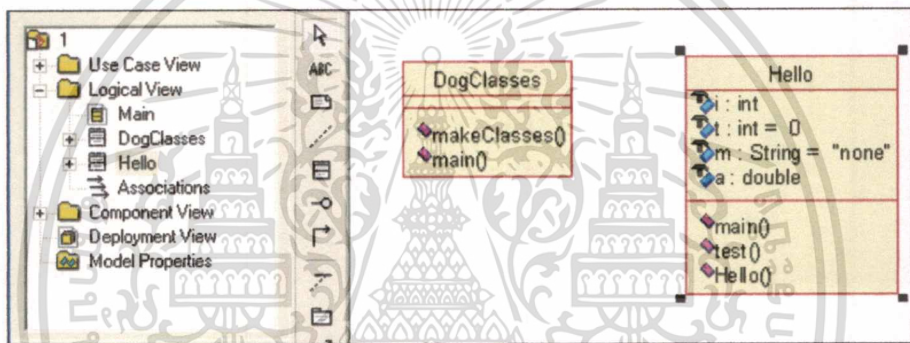 1
Use Case View
Logical View
Main
DogClasses
Hello
Associations
Component View
Deployment View
Model Properties
ABC
DogClasses
makeClasses()
main()
Hello
i : int
t : int = 0
m : String = "none"
a : double
main()
test()
Hello()